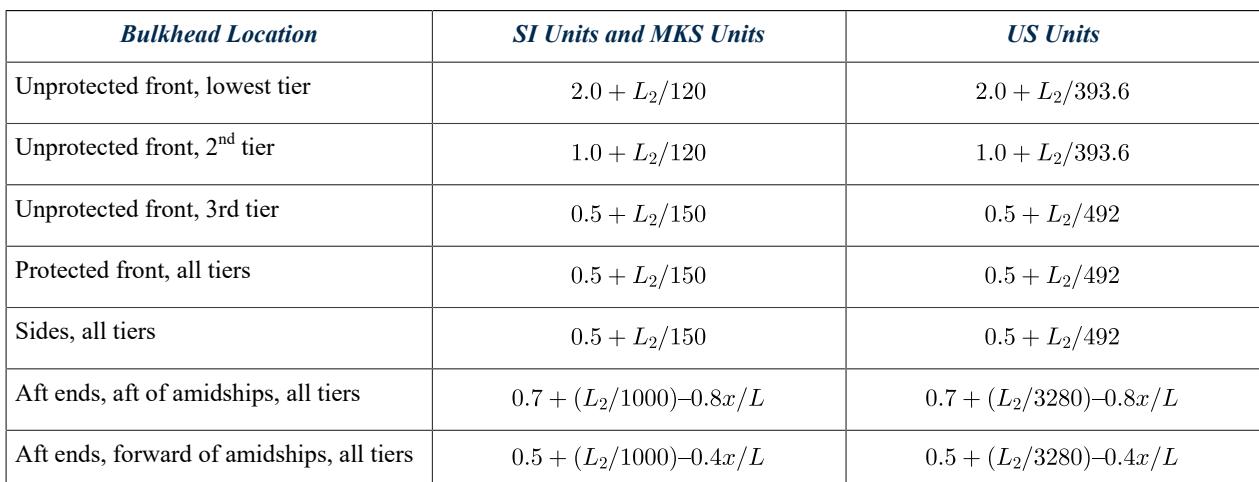 Bulkhead Location SI Units and MKS Units US Units
Unprotected front, lowest tier 2.0 + L₂/120 2.0 + L₂/393.6
Unprotected front, 2ⁿᵈ tier 1.0 + L₂/120 1.0 + L₂/393.6
Unprotected front, 3rd tier 0.5 + L₂/150 0.5 + L₂/492
Protected front, all tiers 0.5 + L₂/150 0.5 + L₂/492
Sides, all tiers 0.5 + L₂/150 0.5 + L₂/492
Aft ends, aft of amidships, all tiers 0.7 + (L₂/1000)–0.8x/L 0.7 + (L₂/3280)–0.8x/L
Aft ends, forward of amidships, all tiers 0.5 + (L₂/1000)–0.4x/L 0.5 + (L₂/3280)–0.4x/L